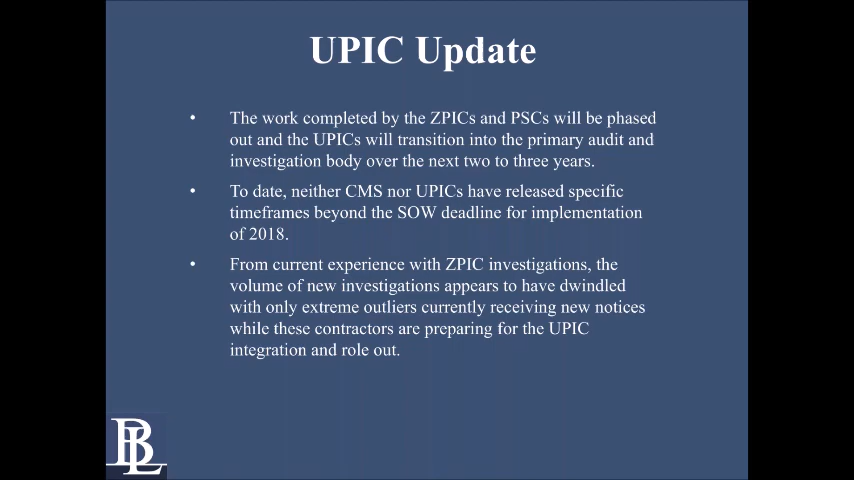 UPIC Update
• The work completed by the ZPICs and PSCs will be phased
out and the UPICs will transition into the primary audit and
investigation body over the next two to three years.
• To date, neither CMS nor UPICs have released specific
timeframes beyond the SOW deadline for implementation
of 2018.
• From current experience with ZPIC investigations, the
volume of new investigations appears to have dwindled
with only extreme outliers currently receiving new notices
while these contractors are preparing for the UPIC
integration and role out.
BL